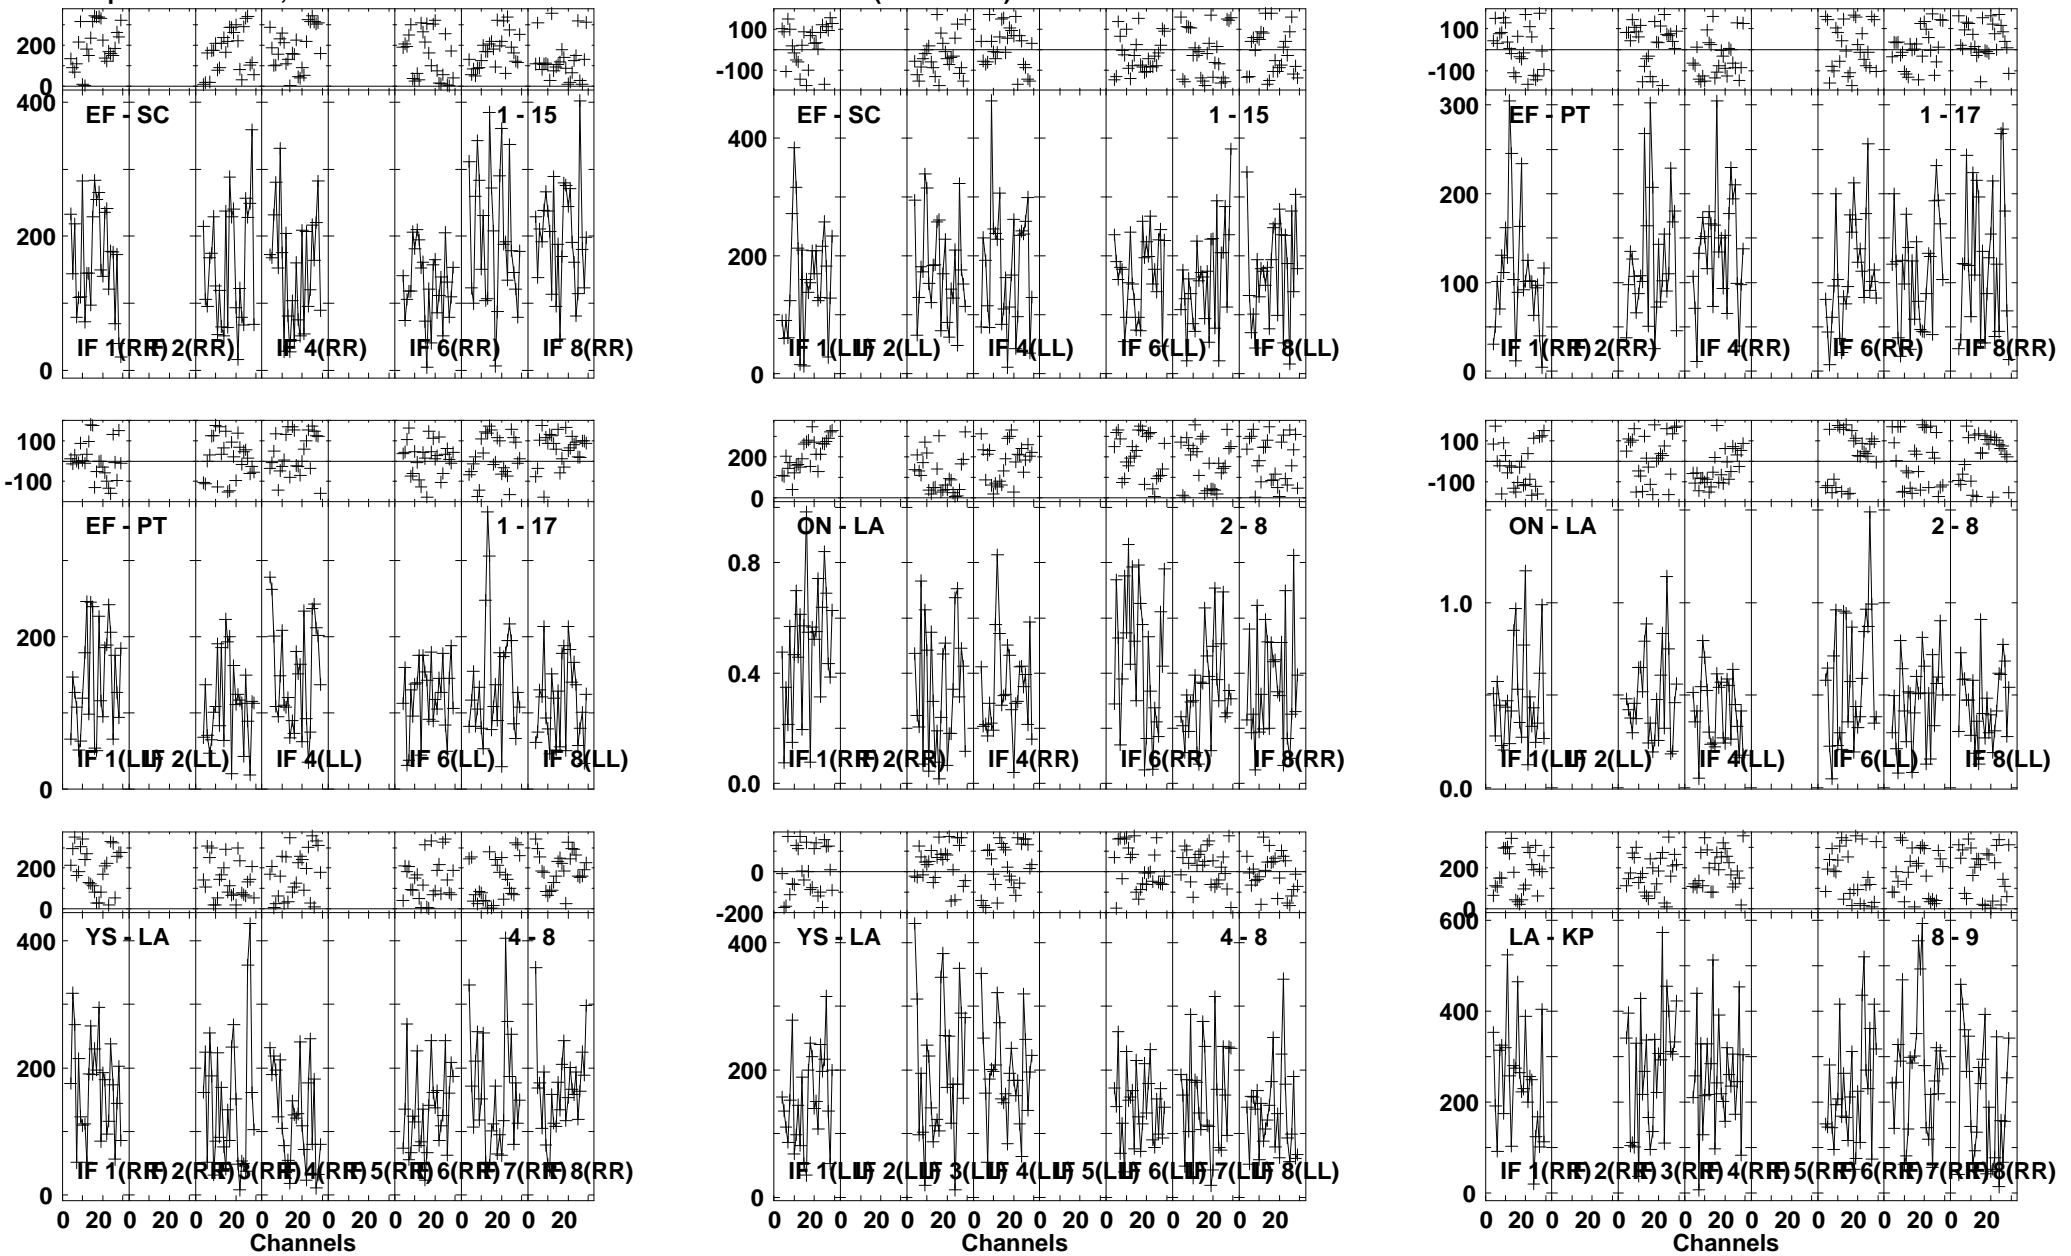 200
0
100
-100
100
-100
400
200
0
EF - SC
1 - 15
IF 1(RR)
IF 2(RR)
IF 4(RR)
IF 6(RR)
IF 8(RR)
400
200
0
EF - SC
1 - 15
IF 1(LL)
IF 2(LL)
IF 4(LL)
IF 6(LL)
IF 8(LL)
300
200
100
0
EF - PT
1 - 17
IF 1(RR)
IF 2(RR)
IF 4(RR)
IF 6(RR)
IF 8(RR)
100
-100
200
0
100
-100
200
0
EF - PT
1 - 17
IF 1(LL)
IF 2(LL)
IF 4(LL)
IF 6(LL)
IF 8(LL)
0.8
0.4
0.0
ON - LA
2 - 8
IF 1(RR)
IF 2(RR)
IF 4(RR)
IF 6(RR)
IF 8(RR)
1.0
0.0
ON - LA
2 - 8
IF 1(LL)
IF 2(LL)
IF 4(LL)
IF 6(LL)
IF 8(LL)
200
0
0
-200
200
0
400
200
0
YS - LA
4 - 8
IF 1(RR)
IF 2(RR)
IF 3(RR)
IF 4(RR)
IF 5(RR)
IF 6(RR)
IF 7(RR)
IF 8(RR)
0 20 0 20 0 20 0 20 0 20 0 20 0 20 0 20
Channels
400
200
0
YS - LA
4 - 8
IF 1(LL)
IF 2(LL)
IF 3(LL)
IF 4(LL)
IF 5(LL)
IF 6(LL)
IF 7(LL)
IF 8(LL)
0 20 0 20 0 20 0 20 0 20 0 20 0 20 0 20
Channels
600
400
200
0
LA - KP
8 - 9
IF 1(RR)
IF 2(RR)
IF 3(RR)
IF 4(RR)
IF 5(RR)
IF 6(RR)
IF 7(RR)
IF 8(RR)
0 20 0 20 0 20 0 20 0 20 0 20 0 20 0 20
Channels